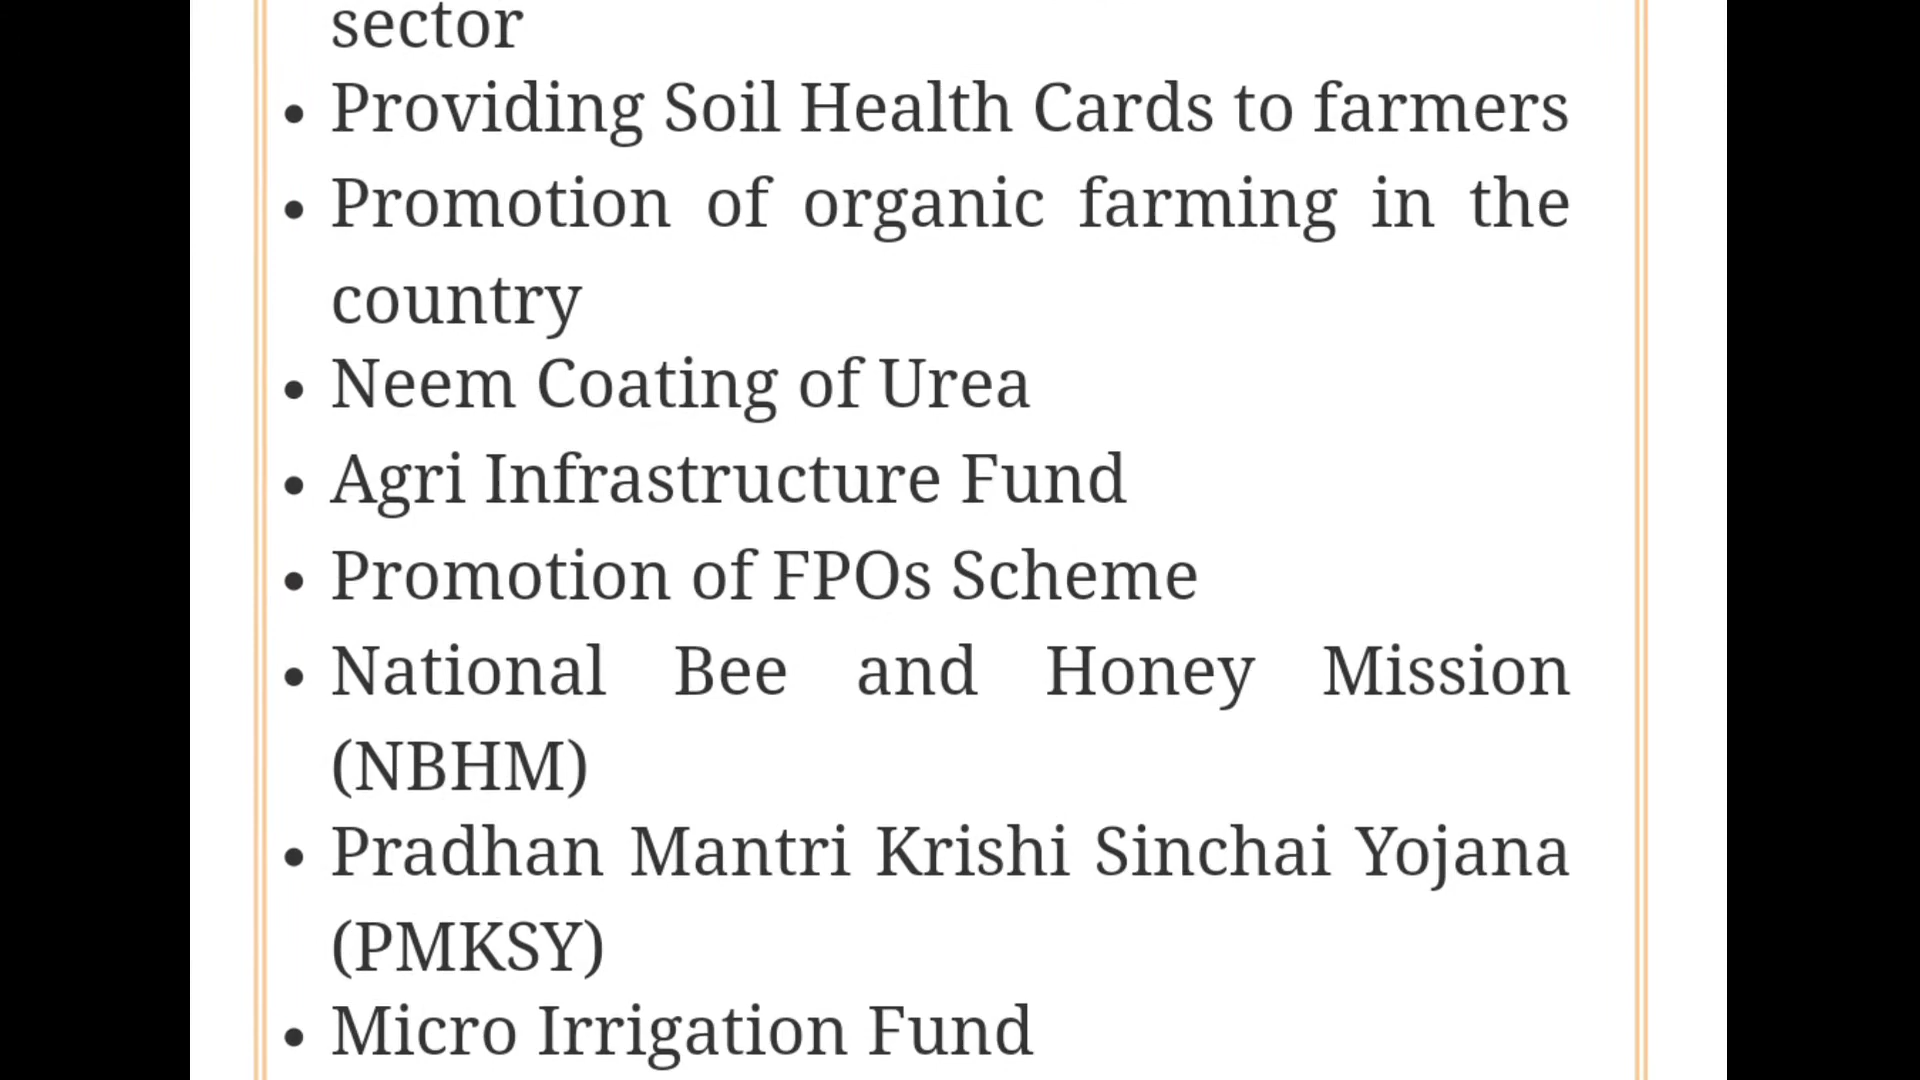 sector
• Providing Soil Health Cards to farmers
• Promotion of organic farming in the
country
• Neem Coating of Urea
• Agri Infrastructure Fund
• Promotion of FPOs Scheme
• National Bee and Honey Mission
(NBHM)
• Pradhan Mantri Krishi Sinchai Yojana
(PMKSY)
• Micro Irrigation Fund